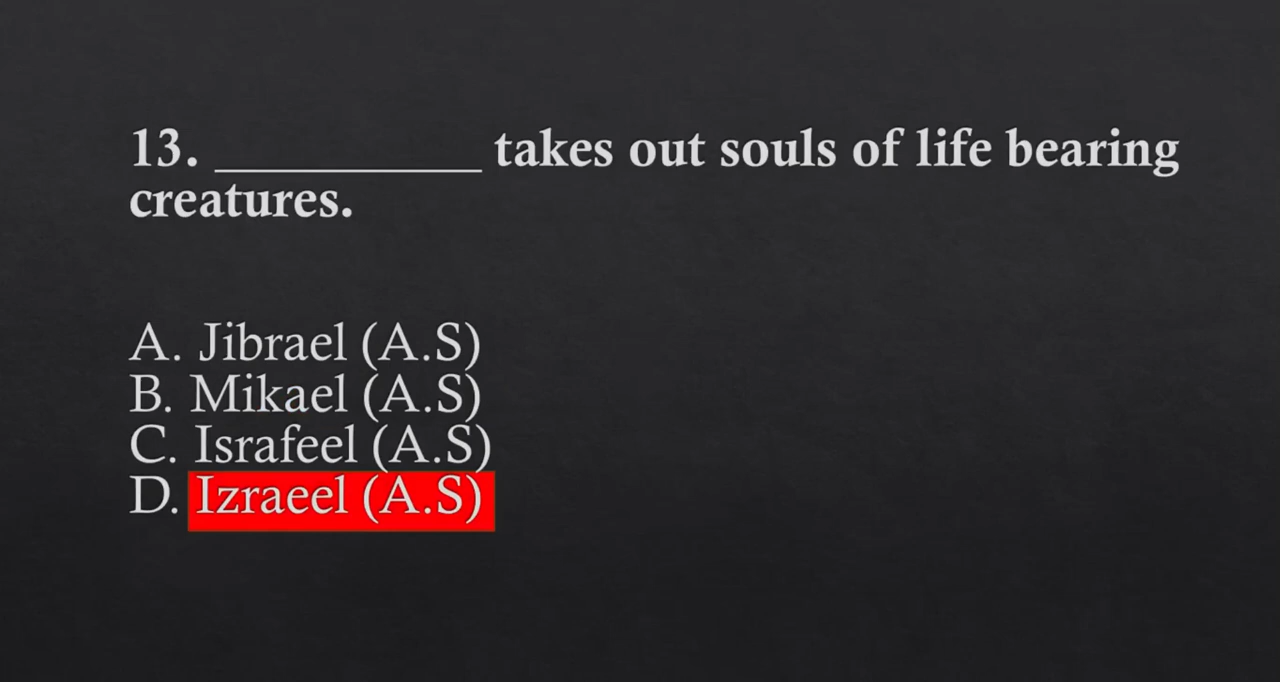 13. ___________ takes out souls of life bearing
creatures.
A. Jibrael (A.S)
B. Mikael (A.S)
C. Israfeel (A.S)
D. Izraeel (A.S)